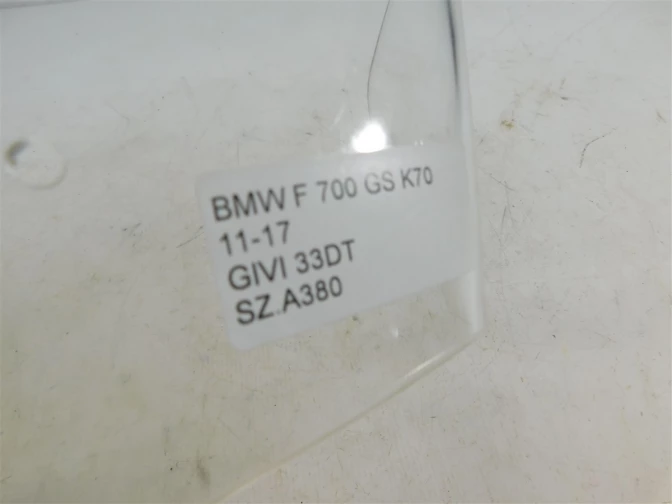 BMW F 700 GS K70
11-17
GIVI 33DT
SZ.A380